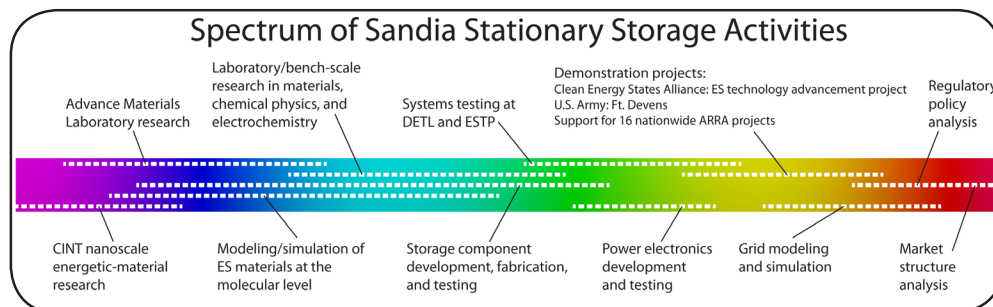 Spectrum of Sandia Stationary Storage Activities
Advance Materials
Laboratory research
Laboratory/bench-scale
research in materials,
chemical physics, and
electrochemistry
Systems testing at
DETL and ESTP
Demonstration projects:
Clean Energy States Alliance: ES technology advancement project
U.S. Army: Ft. Devens
Support for 16 nationwide ARRA projects
Regulatory
policy
analysis
CINT nanoscale
energetic-material
research
Modeling/simulation of
ES materials at the
molecular level
Storage component
development, fabrication,
and testing
Power electronics
development
and testing
Grid modeling
and simulation
Market
structure
analysis